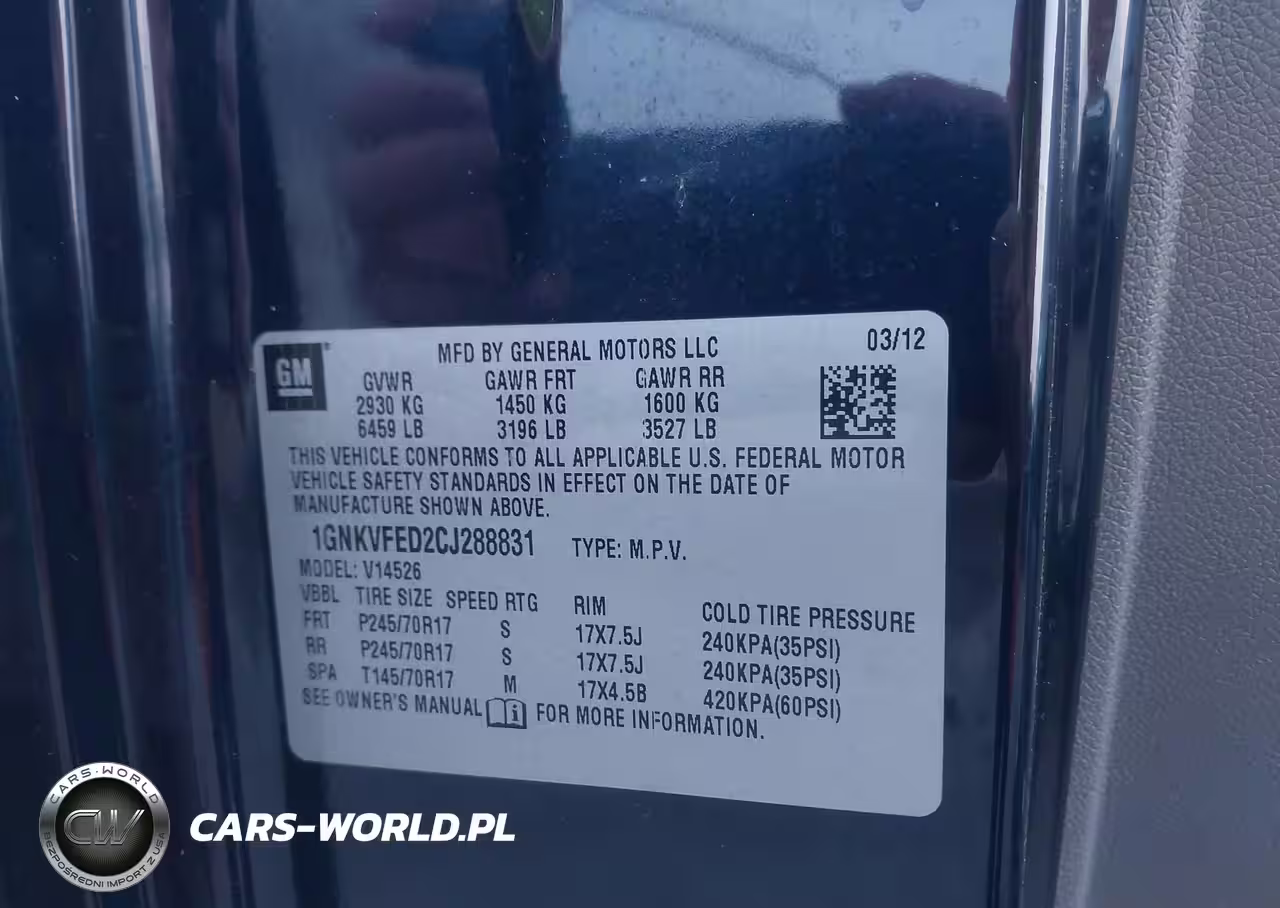 GM
MFD BY GENERAL MOTORS LLC 03/12
GVWR GAWR FRT GAWR RR
2930 KG 1450 KG 1600 KG
6459 LB 3196 LB 3527 LB
THIS VEHICLE CONFORMS TO ALL APPLICABLE U.S. FEDERAL MOTOR
VEHICLE SAFETY STANDARDS IN EFFECT ON THE DATE OF
MANUFACTURE SHOWN ABOVE.
1GNKVFED2CJ288831 TYPE: M.P.V.
MODEL: V14526
VBBL TIRE SIZE SPEED RTG RIM COLD TIRE PRESSURE
FRT P245/70R17 S 17X7.5J 240KPA(35PSI)
RR P245/70R17 S 17X7.5J 240KPA(35PSI)
SPA T145/70R17 M 17X4.5B 420KPA(60PSI)
SEE OWNER'S MANUAL i FOR MORE INFORMATION.
CARS-WORLD
CW
BEZPOŚREDNI IMPORT Z USA
CARS-WORLD.PL